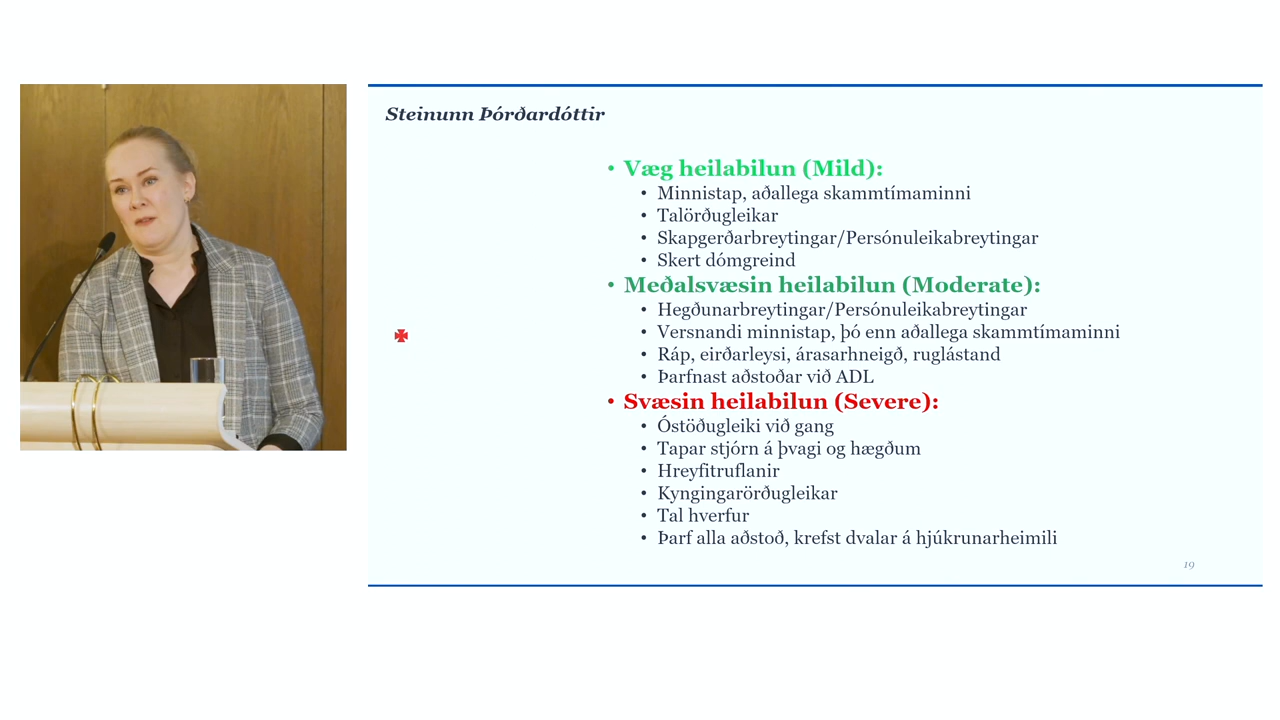 Steinunn Þórðardóttir
• Væg heilabilun (Mild):
• Minnistap, aðallega skammtímaminni
• Talörðugleikar
• Skapgerðarbreytingar/Persónuleikabreytingar
• Skert dómgreind
• Meðalsvæsin heilabilun (Moderate):
• Hegðunarbreytingar/Persónuleikabreytingar
• Versnandi minnistap, þó enn aðallega skammtímaminni
• Ráp, eirðarleysi, árasarhneigð, ruglástand
• Þarfnast aðstoðar við ADL
• Svæsin heilabilun (Severe):
• Óstöðugleiki við gang
• Tapar stjórn á þvagi og hægðum
• Hreyfitruflanir
• Kyngingarörðugleikar
• Tal hverfur
• Þarf alla aðstoð, krefst dvalar á hjúkrunarheimili
19